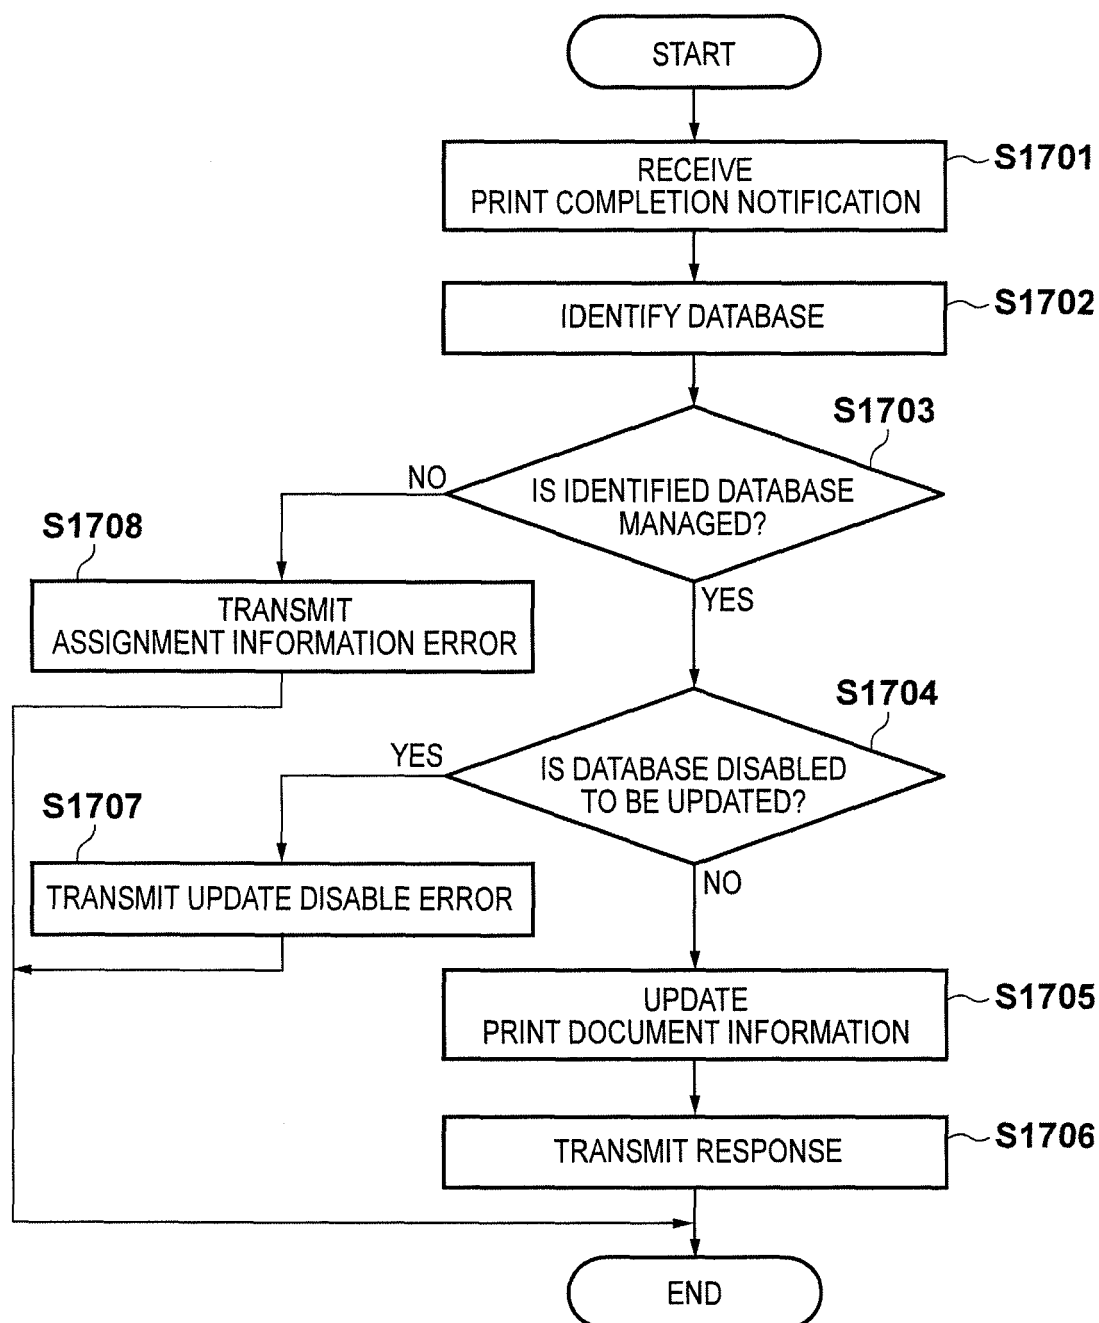 START
RECEIVE
PRINT COMPLETION NOTIFICATION
S1701
IDENTIFY DATABASE
S1702
S1703
IS IDENTIFIED DATABASE
MANAGED?
NO
YES
S1708
TRANSMIT
ASSIGNMENT INFORMATION ERROR
S1704
IS DATABASE DISABLED
TO BE UPDATED?
YES
NO
S1707
TRANSMIT UPDATE DISABLE ERROR
UPDATE
PRINT DOCUMENT INFORMATION
S1705
TRANSMIT RESPONSE
S1706
END